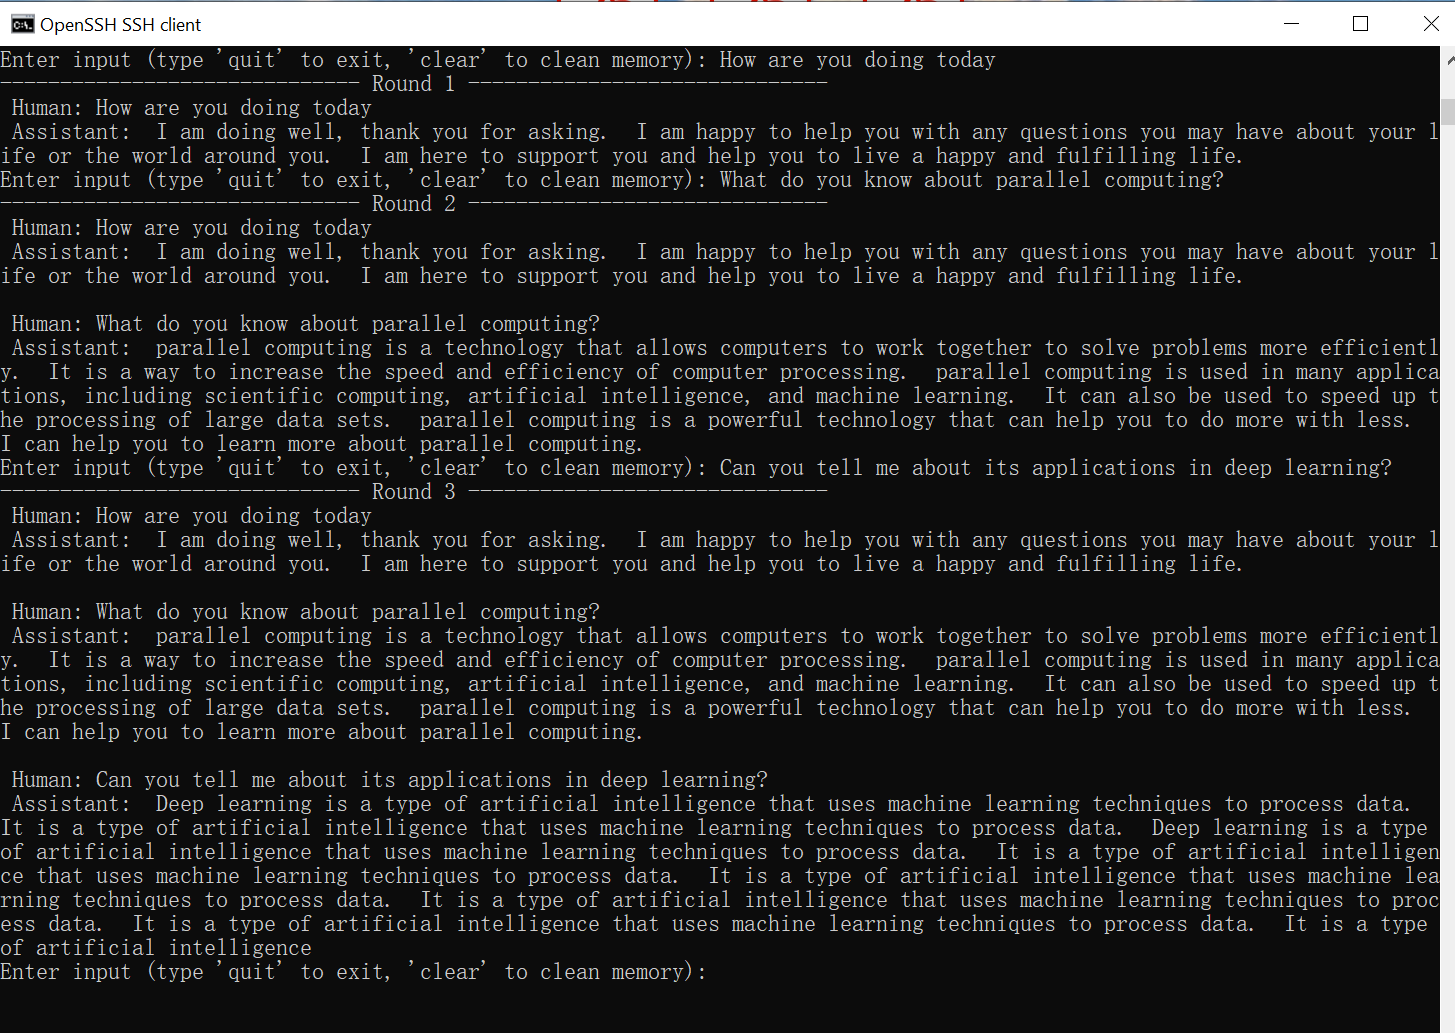 OpenSSH SSH client
Enter input (type 'quit' to exit, 'clear' to clean memory): How are you doing today
------------------------------ Round 1 ------------------------------
Human: How are you doing today
Assistant:  I am doing well, thank you for asking.  I am happy to help you with any questions you may have about your l
ife or the world around you.  I am here to support you and help you to live a happy and fulfilling life.
Enter input (type 'quit' to exit, 'clear' to clean memory): What do you know about parallel computing?
------------------------------ Round 2 ------------------------------
Human: How are you doing today
Assistant:  I am doing well, thank you for asking.  I am happy to help you with any questions you may have about your l
ife or the world around you.  I am here to support you and help you to live a happy and fulfilling life.
Human: What do you know about parallel computing?
Assistant:  parallel computing is a technology that allows computers to work together to solve problems more efficientl
y.  It is a way to increase the speed and efficiency of computer processing.  parallel computing is used in many applica
tions, including scientific computing, artificial intelligence, and machine learning.  It can also be used to speed up t
he processing of large data sets.  parallel computing is a powerful technology that can help you to do more with less.
I can help you to learn more about parallel computing.
Enter input (type 'quit' to exit, 'clear' to clean memory): Can you tell me about its applications in deep learning?
------------------------------ Round 3 ------------------------------
Human: How are you doing today
Assistant:  I am doing well, thank you for asking.  I am happy to help you with any questions you may have about your l
ife or the world around you.  I am here to support you and help you to live a happy and fulfilling life.
Human: What do you know about parallel computing?
Assistant:  parallel computing is a technology that allows computers to work together to solve problems more efficientl
y.  It is a way to increase the speed and efficiency of computer processing.  parallel computing is used in many applica
tions, including scientific computing, artificial intelligence, and machine learning.  It can also be used to speed up t
he processing of large data sets.  parallel computing is a powerful technology that can help you to do more with less.
I can help you to learn more about parallel computing.
Human: Can you tell me about its applications in deep learning?
Assistant:  Deep learning is a type of artificial intelligence that uses machine learning techniques to process data.
It is a type of artificial intelligence that uses machine learning techniques to process data.  Deep learning is a type
of artificial intelligence that uses machine learning techniques to process data.  It is a type of artificial intelligen
ce that uses machine learning techniques to process data.  It is a type of artificial intelligence that uses machine lea
rning techniques to process data.  It is a type of artificial intelligence that uses machine learning techniques to proc
ess data.  It is a type of artificial intelligence that uses machine learning techniques to process data.  It is a type
of artificial intelligence
Enter input (type 'quit' to exit, 'clear' to clean memory):